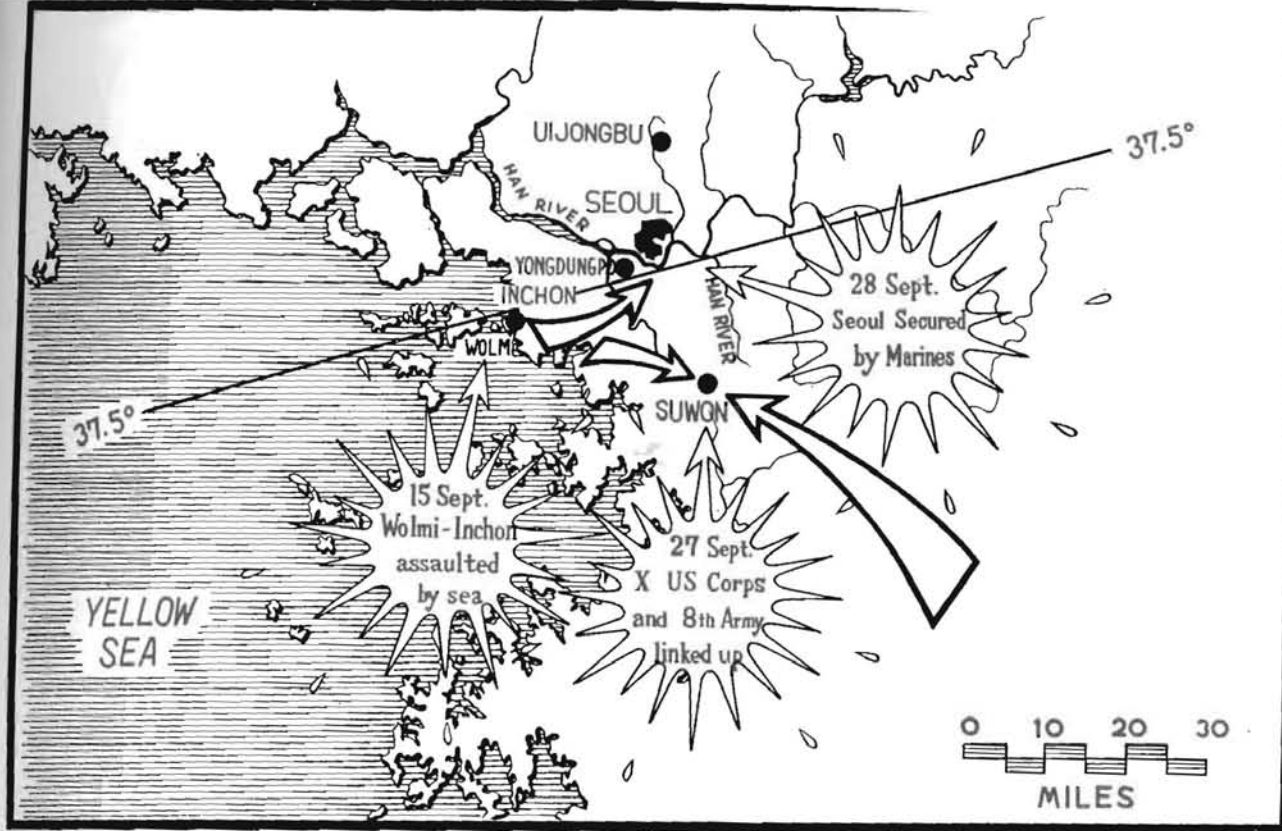 UIJONGBU
37.5°
HAN RIVER
SEOUL
YONGDUNGPO
INCHON
HAN RIVER
28 Sept.
Seoul Secured
by Marines
WOLMI
SUWON
37.5°
15 Sept.
Wolmi-Inchon
assaulted
by sea
27 Sept.
X US Corps
and 8th Army
linked up
YELLOW
SEA
0 10 20 30
MILES